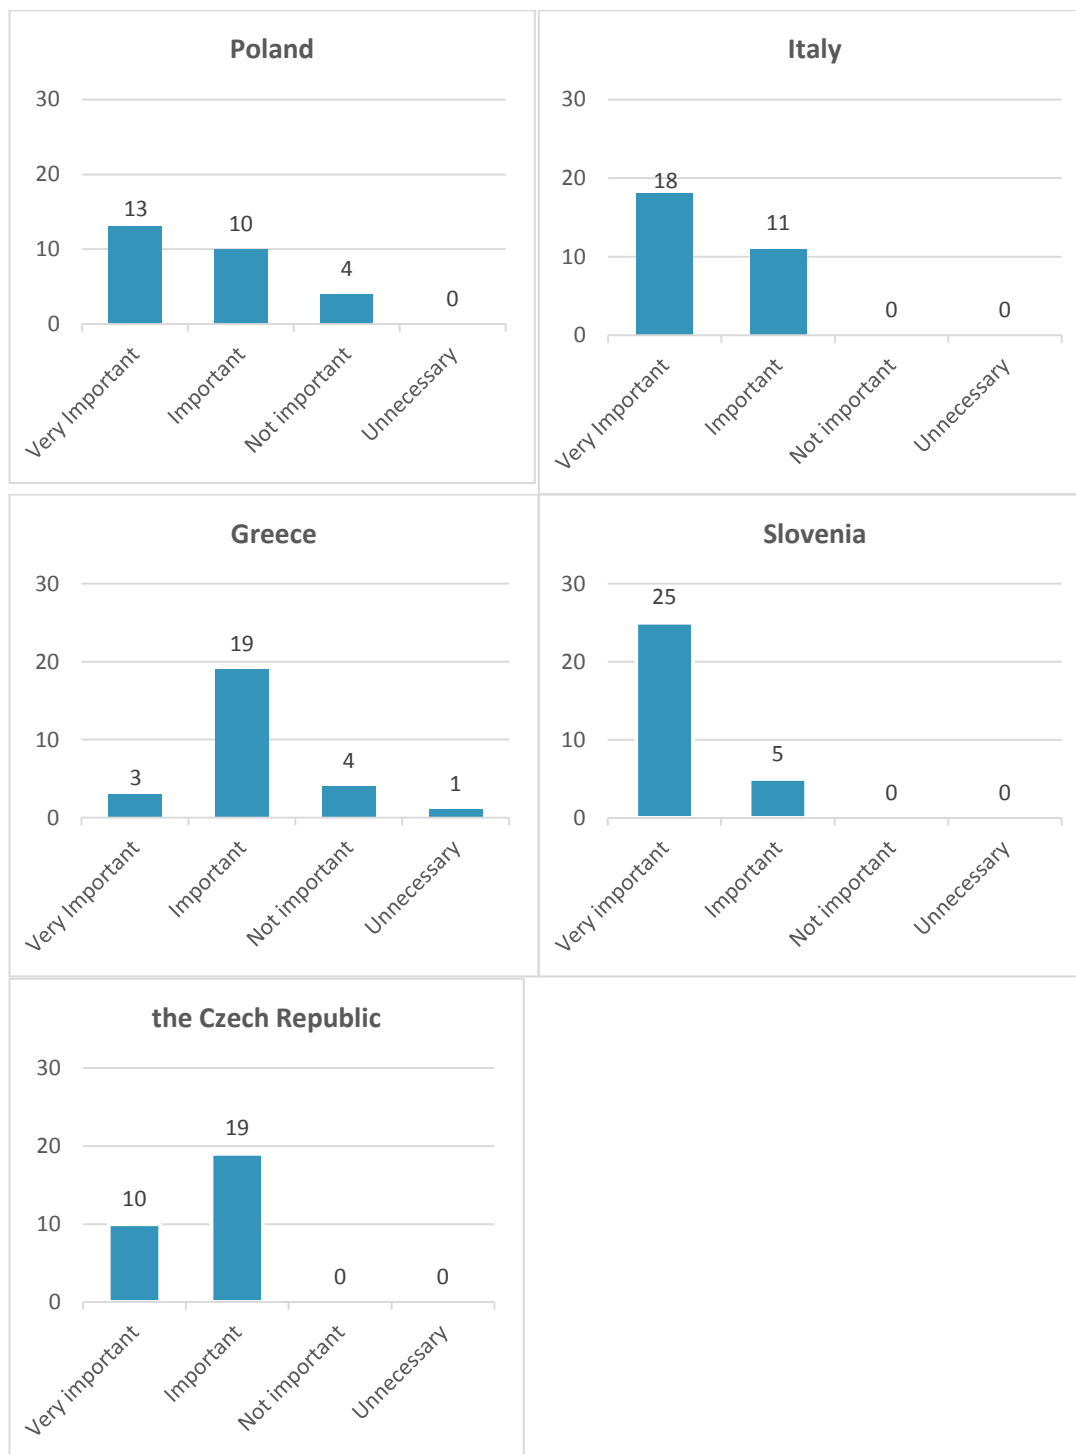 Poland
30
20
10
0
13
10
4
0
Very Important
Important
Not important
Unnecessary
Italy
30
20
10
0
18
11
0
0
Very Important
Important
Not important
Unnecessary
Greece
30
20
10
0
3
19
4
1
Very Important
Important
Not important
Unnecessary
Slovenia
30
20
10
0
25
5
0
0
Very important
Important
Not important
Unnecessary
the Czech Republic
30
20
10
0
10
19
0
0
Very important
Important
Not important
Unnecessary